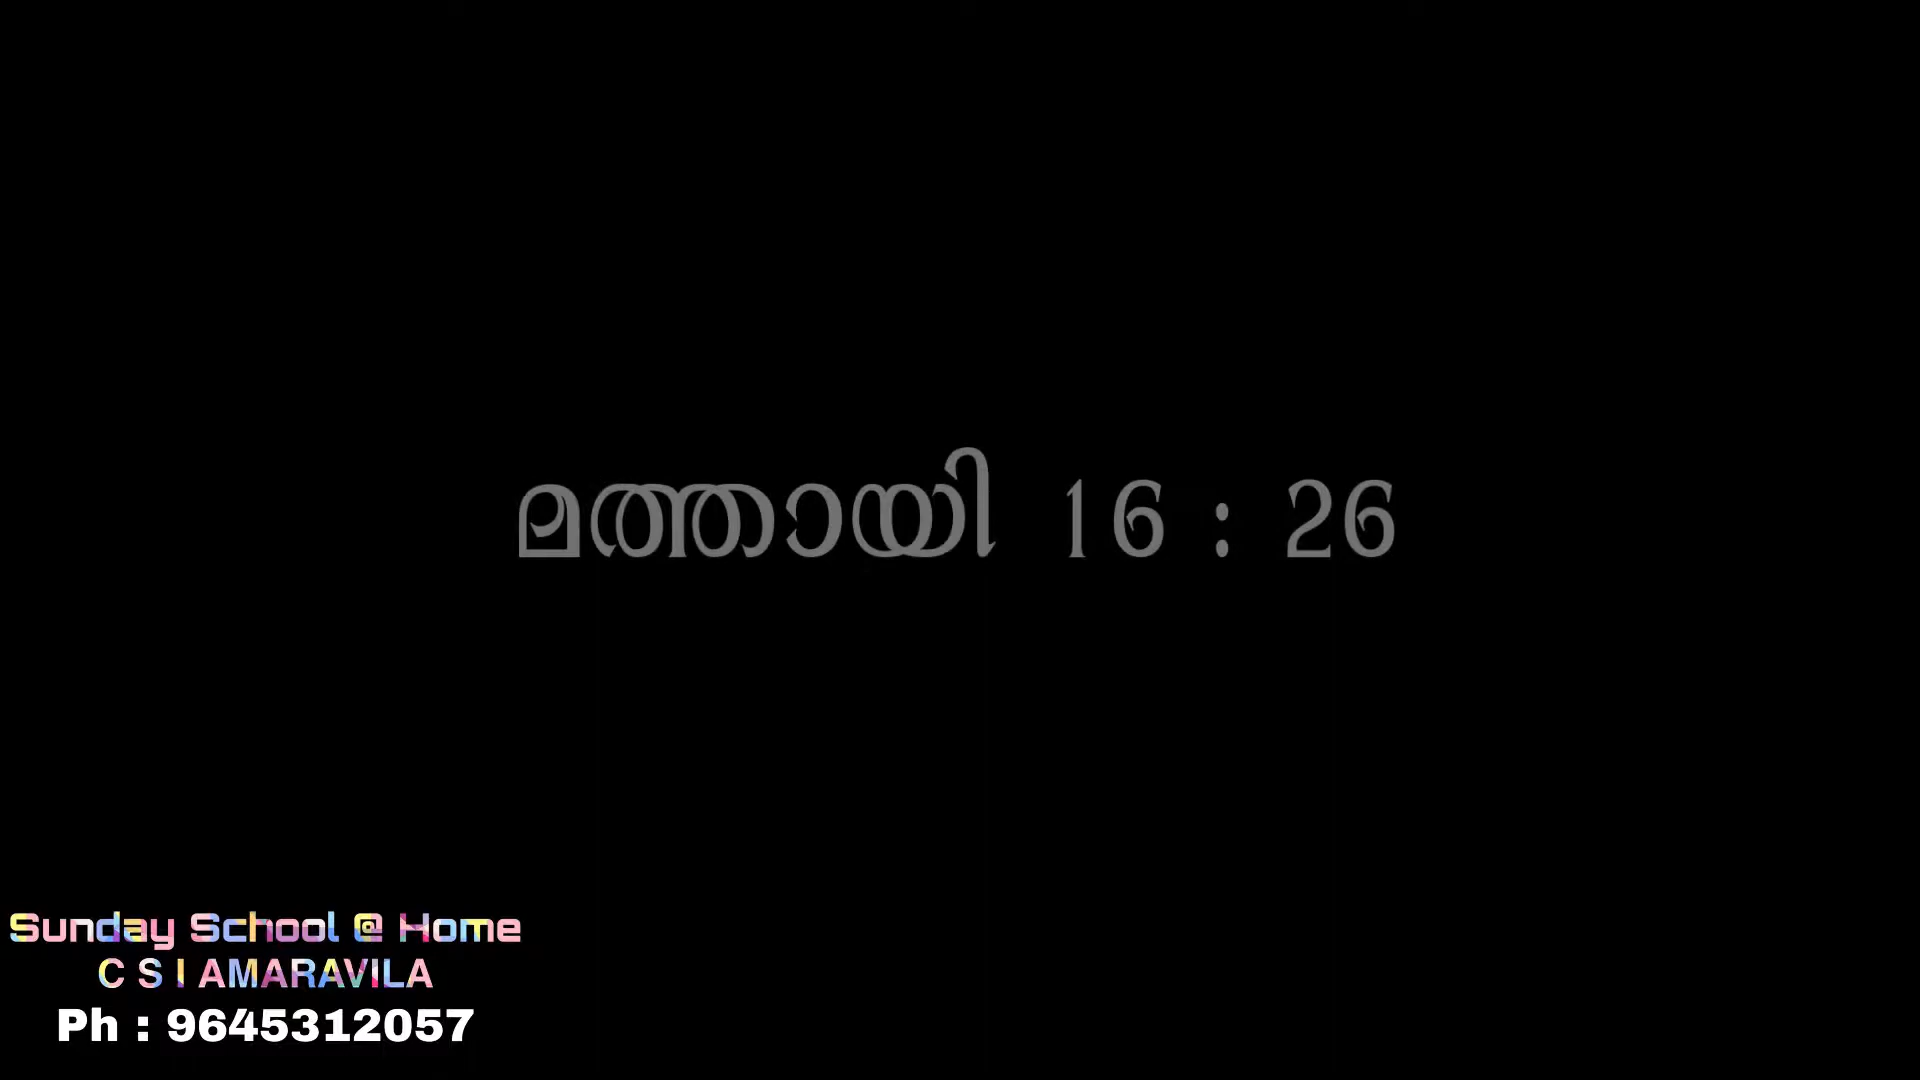 മത്തായി 16 : 26
Sunday School @ Home
C S I AMARAVILA
Ph : 9645312057